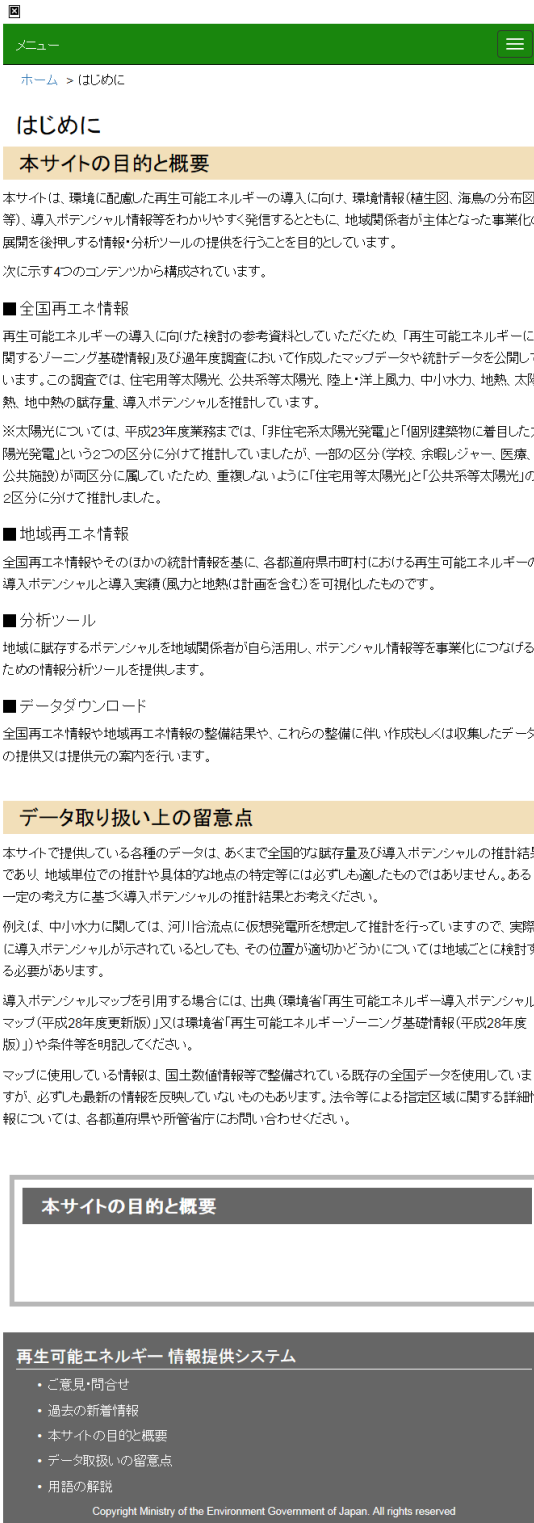 メニュー
ホーム > はじめに
はじめに
本サイトの目的と概要
本サイトは、環境に配慮した再生可能エネルギーの導入に向け、環境情報(植生図、海鳥の分布図
等)、導入ポテンシャル情報等をわかりやすく発信するとともに、地域関係者が主体となった事業化の
展開を後押しする情報・分析ツールの提供を行うことを目的としています。
次に示す4つのコンテンツから構成されています。
■全国再エネ情報
再生可能エネルギーの導入に向けた検討の参考資料としていただくため、「再生可能エネルギーに
関するゾーニング基礎情報」及び過年度調査において作成したマップデータや統計データを公開して
います。この調査では、住宅用等太陽光、公共系等太陽光、陸上・洋上風力、中小水力、地熱、太陽
熱、地中熱の賦存量、導入ポテンシャルを推計しています。
※太陽光については、平成23年度業務までは、「非住宅系太陽光発電」と「個別建築物に着目した太
陽光発電」という2つの区分に分けて推計していましたが、一部の区分(学校、余暇レジャー、医療、
公共施設)が両区分に属していたため、重複しないように「住宅用等太陽光」と「公共系等太陽光」の
2区分に分けて推計しました。
■地域再エネ情報
全国再エネ情報やそのほかの統計情報を基に、各都道府県市町村における再生可能エネルギーの
導入ポテンシャルと導入実績(風力と地熱は計画を含む)を可視化したものです。
■分析ツール
地域に賦存するポテンシャルを地域関係者が自ら活用し、ポテンシャル情報等を事業化につなげる
ための情報分析ツールを提供します。
■データダウンロード
全国再エネ情報や地域再エネ情報の整備結果や、これらの整備に伴い作成もしくは収集したデータ
の提供又は提供元の案内を行います。
データ取り扱い上の留意点
本サイトで提供している各種のデータは、あくまで全国的な賦存量及び導入ポテンシャルの推計結果
であり、地域単位での推計や具体的な地点の特定等には必ずしも適したものではありません。ある
一定の考え方に基づく導入ポテンシャルの推計結果とお考えください。
例えば、中小水力に関しては、河川合流点に仮想発電所を想定して推計を行っていますので、実際
に導入ポテンシャルが示されているとしても、その位置が適切かどうかについては地域ごとに検討す
る必要があります。
導入ポテンシャルマップを引用する場合には、出典(環境省「再生可能エネルギー導入ポテンシャル
マップ(平成28年度更新版)」又は環境省「再生可能エネルギーゾーニング基礎情報(平成28年度
版)」)や条件等を明記してください。
マップに使用している情報は、国土数値情報等で整備されている既存の全国データを使用していま
すが、必ずしも最新の情報を反映していないものもあります。法令等による指定区域に関する詳細情
報については、各都道府県や所管省庁にお問い合わせください。
本サイトの目的と概要
再生可能エネルギー 情報提供システム
・ご意見・問合せ
・過去の新着情報
・本サイトの目的と概要
・データ取扱いの留意点
・用語の解説
Copyright Ministry of the Environment Government of Japan. All rights reserved